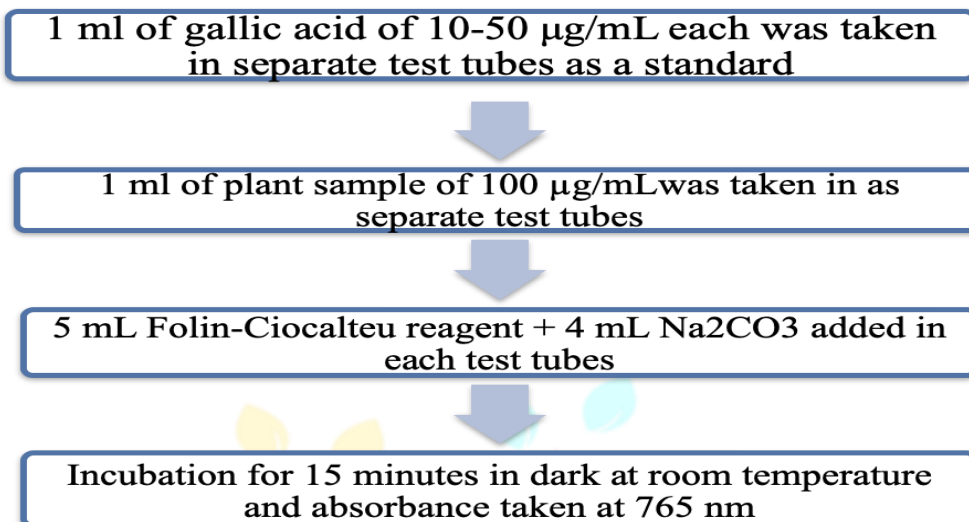 1 ml of gallic acid of 10-50 μg/mL each was taken
in separate test tubes as a standard
1 ml of plant sample of 100 μg/mLwas taken in as
separate test tubes
5 mL Folin-Ciocalteu reagent + 4 mL Na2CO3 added in
each test tubes
Incubation for 15 minutes in dark at room temperature
and absorbance taken at 765 nm